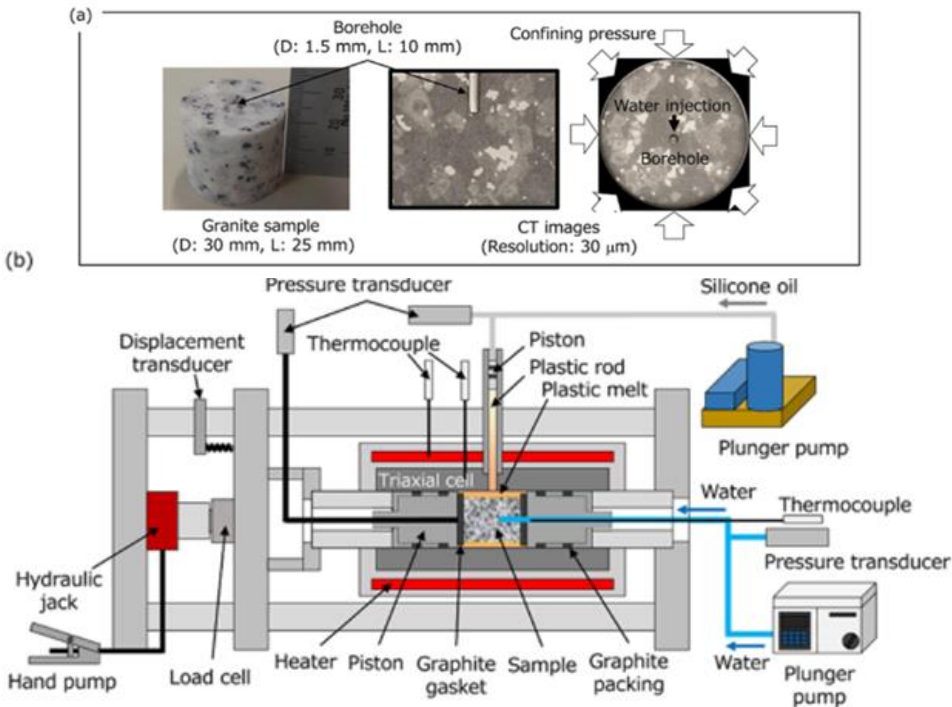 (a)
Borehole
(D: 1.5 mm, L: 10 mm)
Confining pressure
Water injection
Borehole
30
20
Granite sample
(D: 30 mm, L: 25 mm)
CT images
(Resolution: 30 μm)
(b)
Pressure transducer
Silicone oil
Displacement
transducer
Thermocouple
Piston
Plastic rod
Plastic melt
Plunger pump
Triaxial cell
Water
Thermocouple
Pressure transducer
Hydraulic
jack
Hand pump
Load cell
Heater
Piston
Graphite
gasket
Sample
Graphite
packing
Water
Plunger
pump